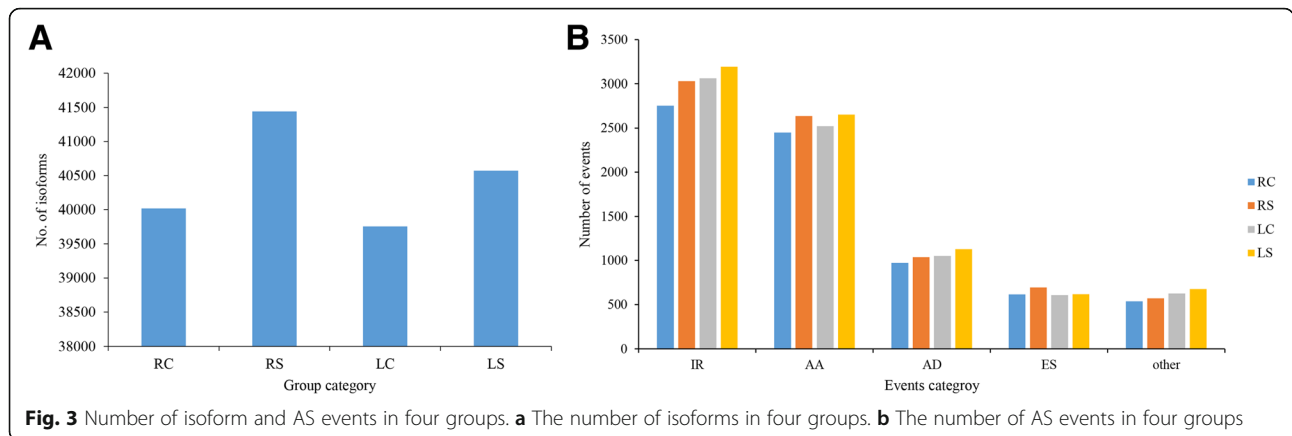 A
No. of isoforms
42000
41500
41000
40500
40000
39500
39000
38500
38000
RC RS LC LS
Group category
B
Number of events
3500
3000
2500
2000
1500
1000
500
0
IR AA AD ES other
Events categroy
RC
RS
LC
LS
Fig. 3 Number of isoform and AS events in four groups. a The number of isoforms in four groups. b The number of AS events in four groups